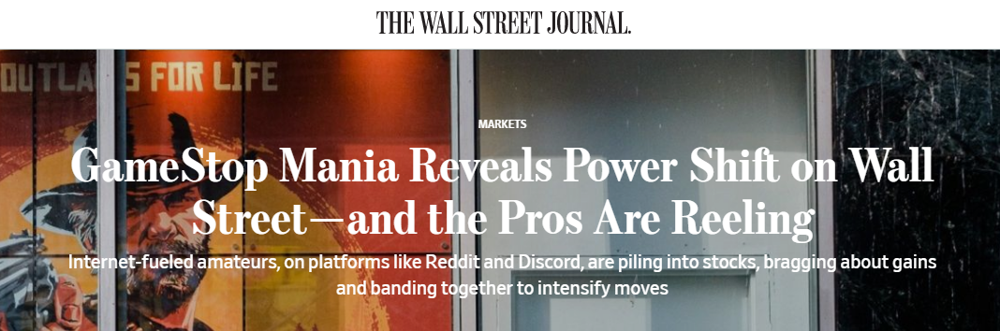 THE WALL STREET JOURNAL.
OUTLAWS FOR LIFE
MARKETS
GameStop Mania Reveals Power Shift on Wall
Street—and the Pros Are Reeling
Internet-fueled amateurs, on platforms like Reddit and Discord, are piling into stocks, bragging about gains
and banding together to intensify moves